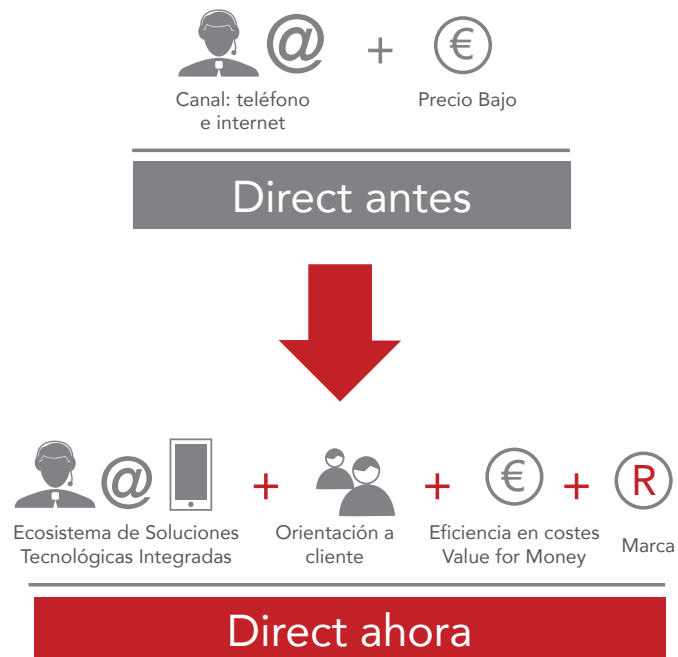 @ + €
Canal: teléfono
e internet
Precio Bajo
Direct antes
@ + + € + R
Ecosistema de Soluciones
Tecnológicas Integradas
Orientación a
cliente
Eficiencia en costes
Value for Money
Marca
Direct ahora